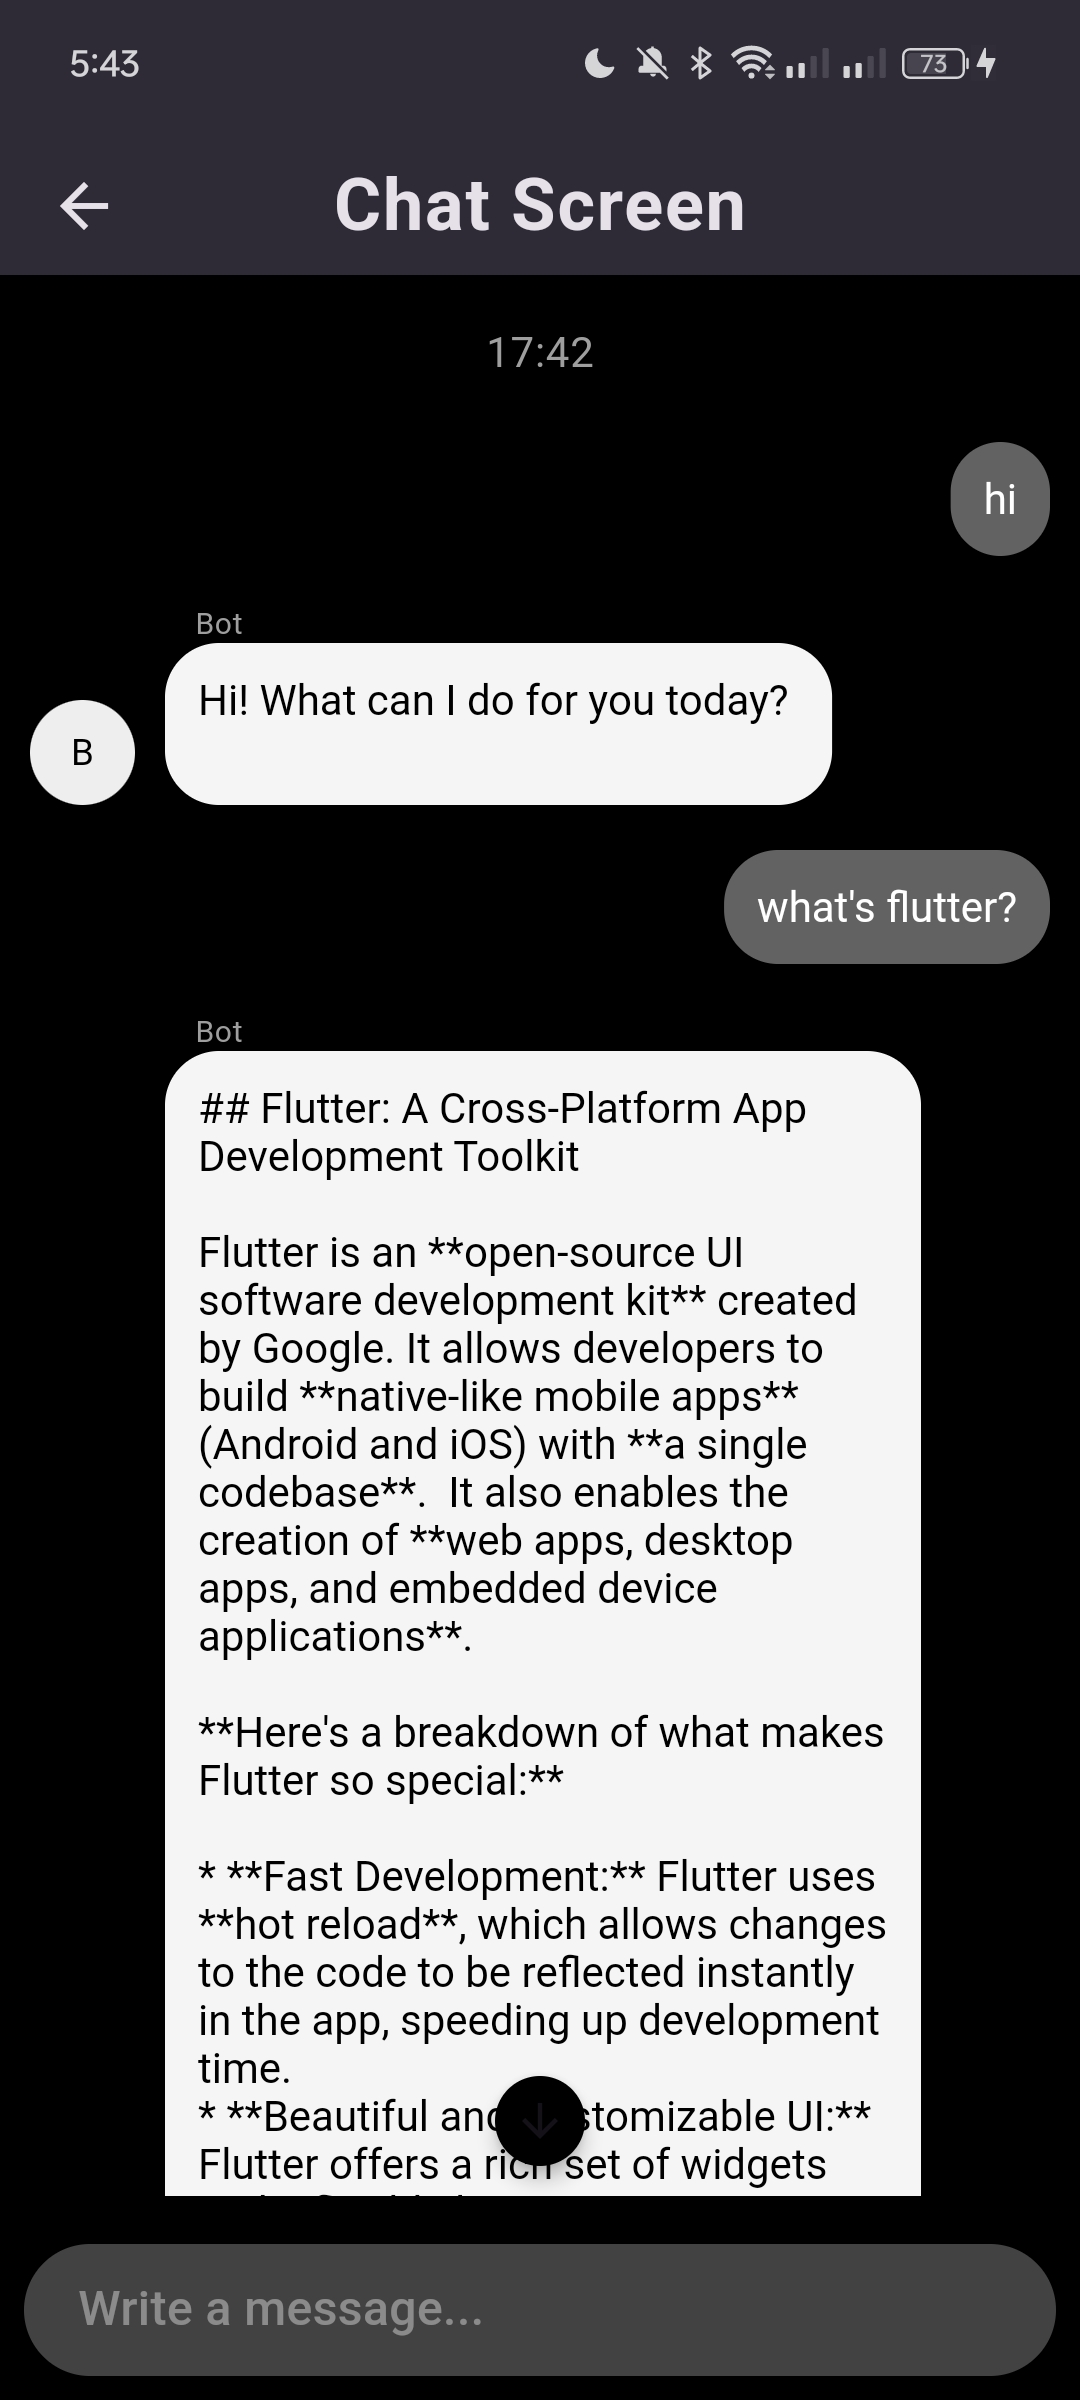 5:43
73
Chat Screen
17:42
hi
Bot
Hi! What can I do for you today?
B
what's flutter?
Bot
## Flutter: A Cross-Platform App
Development Toolkit
Flutter is an **open-source UI
software development kit** created
by Google. It allows developers to
build **native-like mobile apps**
(Android and iOS) with **a single
codebase**.  It also enables the
creation of **web apps, desktop
apps, and embedded device
applications**.
**Here's a breakdown of what makes
Flutter so special:**
* **Fast Development:** Flutter uses
**hot reload**, which allows changes
to the code to be reflected instantly
in the app, speeding up development
time.
* **Beautiful and stomizable UI:**
Flutter offers a rich set of widgets
Write a message...